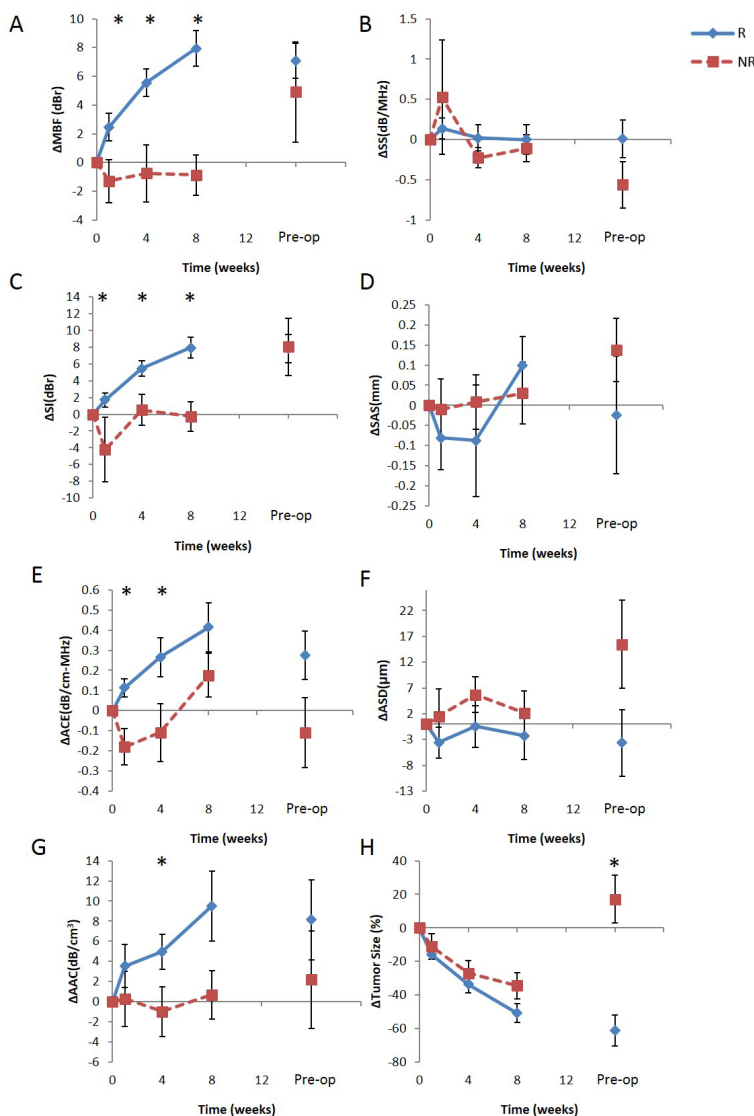 A
* * *
10
8
6
4
2
0
-2
-4
ΔMBF (dBr)
0 4 8 12 Pre-op
Time (weeks)
B
1.5
1
0.5
0
-0.5
-1
ΔSS(dB/MHz)
0 4 8 12 Pre-op
Time (weeks)
R
NR
C
* * *
14
12
10
8
6
4
2
0
-2
-4
-6
-8
-10
ΔSI(dBr)
0 4 8 12 Pre-op
Time (weeks)
D
0.25
0.2
0.15
0.1
0.05
0
-0.05
-0.1
-0.15
-0.2
-0.25
ΔSAS(mm)
0 4 8 12 Pre-op
Time (weeks)
E
* *
0.6
0.5
0.4
0.3
0.2
0.1
0
-0.1
-0.2
-0.3
-0.4
ΔACE(dB/cm-MHz)
0 4 8 12 Pre-op
Time (weeks)
F
22
17
12
7
2
-3
-8
-13
ΔASD(μm)
0 4 8 12 Pre-op
Time (weeks)
G
*
14
12
10
8
6
4
2
0
-2
-4
-6
ΔAAC(dB/cm³)
0 4 8 12 Pre-op
Time (weeks)
H
*
40
20
0
-20
-40
-60
-80
ΔTumor Size (%)
0 4 8 12 Pre-op
Time (weeks)